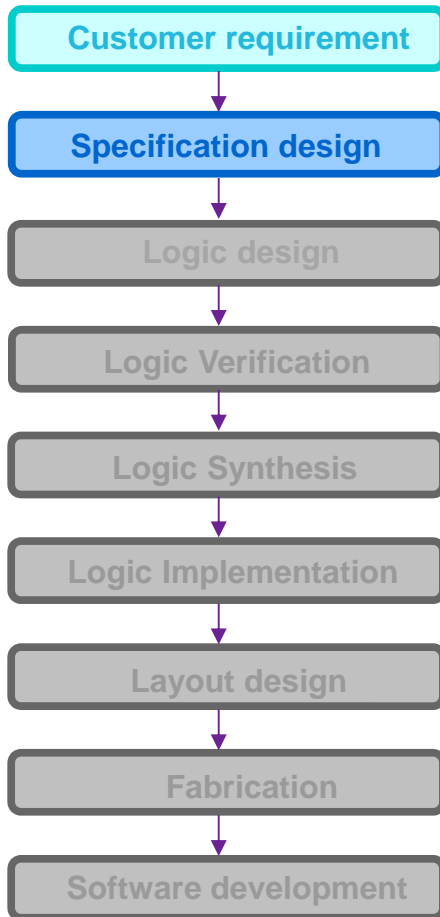 Customer requirement
Specification design
Logic design
Logic Verification
Logic Synthesis
Logic Implementation
Layout design
Fabrication
Software development